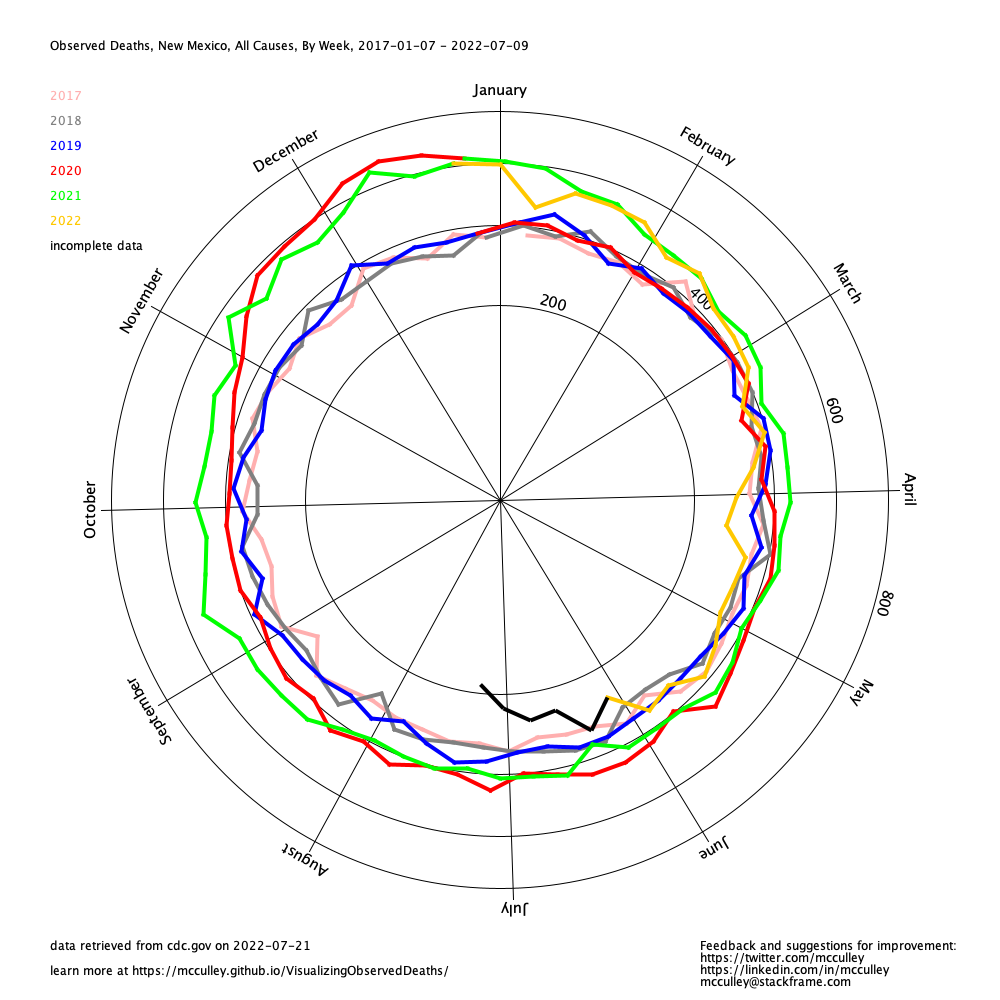 Observed Deaths, New Mexico, All Causes, By Week, 2017-01-07 - 2022-07-09
January
2017
2018
February
December
2019
2020
2021
2022
incomplete data
March
November
200
400
600
April
October
800
May
September
June
August
July
data retrieved from cdc.gov on 2022-07-21
learn more at https://mcculley.github.io/VisualizingObservedDeaths/
Feedback and suggestions for improvement:
https://twitter.com/mcculley
https://linkedin.com/in/mcculley
mcculley@stackframe.com